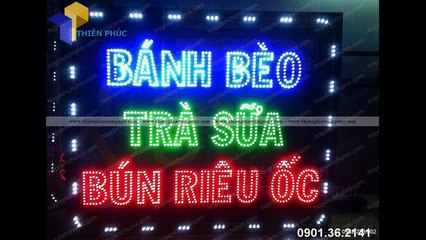 THIÊN PHÚC
BÁNH BÈO
TRÀ SỮA
BÚN RIÊU ỐC
0901.36.2141